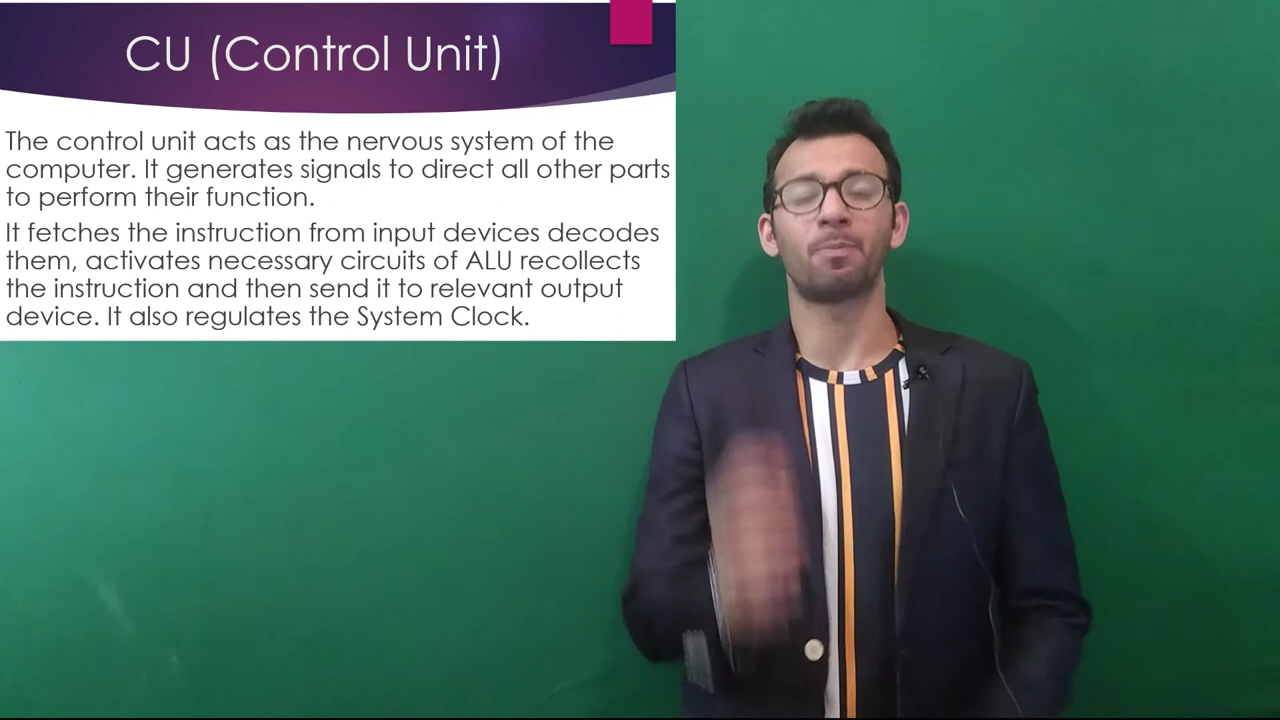 CU (Control Unit)
The control unit acts as the nervous system of the
computer. It generates signals to direct all other parts
to perform their function.
It fetches the instruction from input devices decodes
them, activates necessary circuits of ALU recollects
the instruction and then send it to relevant output
device. It also regulates the System Clock.